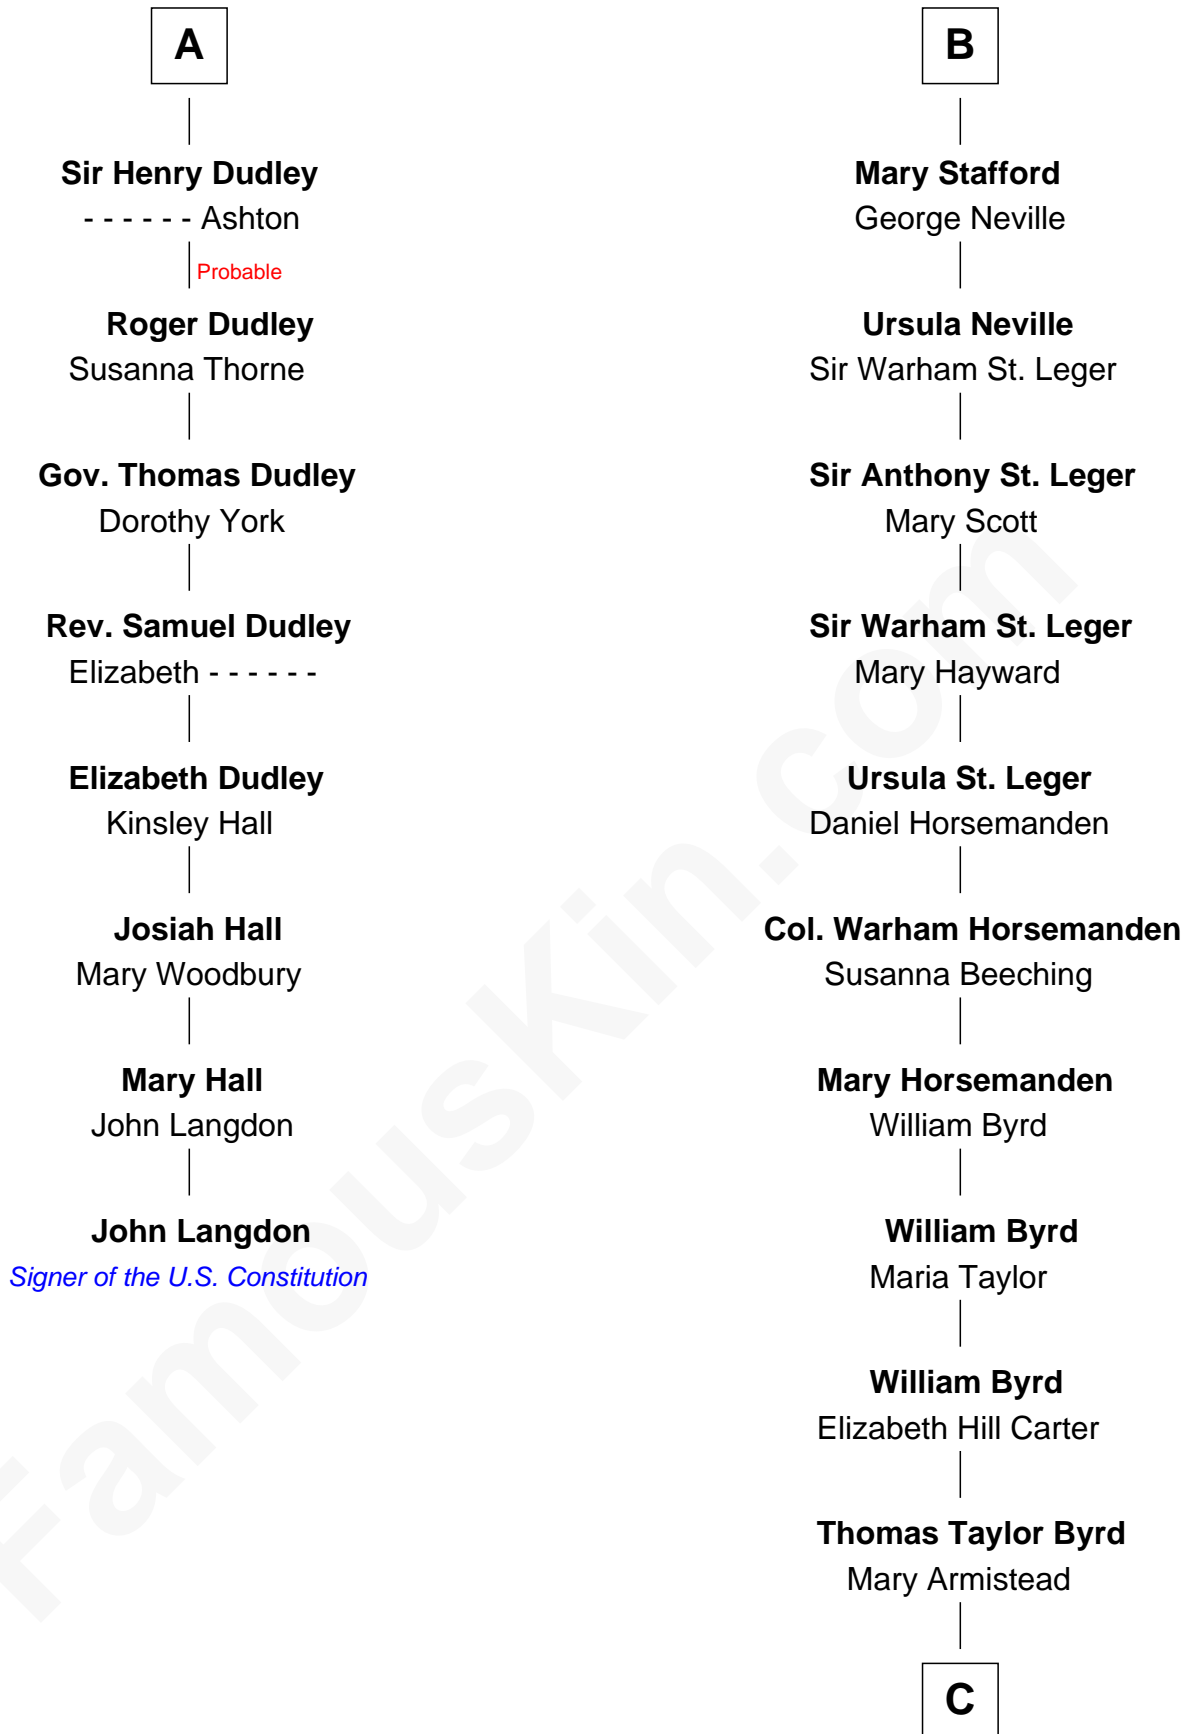 A
Sir Henry Dudley
- - - - - - Ashton
Probable
Roger Dudley
Susanna Thorne
Gov. Thomas Dudley
Dorothy York
Rev. Samuel Dudley
Elizabeth - - - - - -
Elizabeth Dudley
Kinsley Hall
Josiah Hall
Mary Woodbury
Mary Hall
John Langdon
John Langdon
Signer of the U.S. Constitution
B
Mary Stafford
George Neville
Ursula Neville
Sir Warham St. Leger
Sir Anthony St. Leger
Mary Scott
Sir Warham St. Leger
Mary Hayward
Ursula St. Leger
Daniel Horsemanden
Col. Warham Horsemanden
Susanna Beeching
Mary Horsemanden
William Byrd
William Byrd
Maria Taylor
William Byrd
Elizabeth Hill Carter
Thomas Taylor Byrd
Mary Armistead
C
FamousKin.com